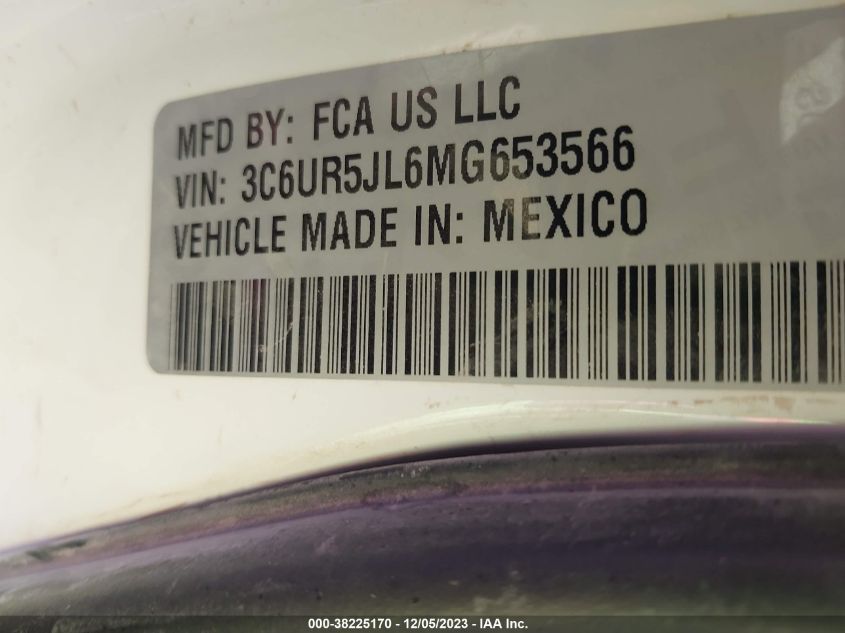 MFD BY: FCA US LLC
VIN: 3C6UR5JL6MG653566
VEHICLE MADE IN: MEXICO
000-38225170 - 12/05/2023 - IAA Inc.